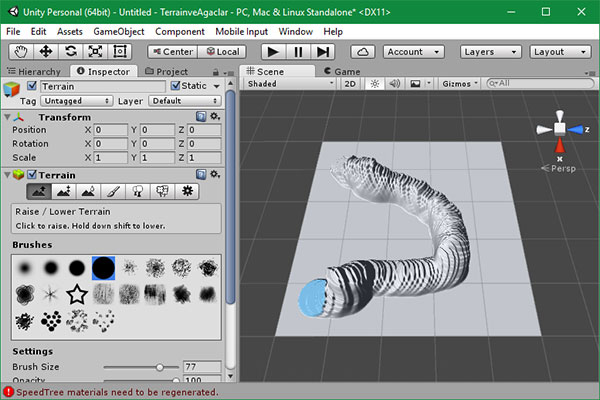 Unity Personal (64bit) - Untitled - TerrainveAgaclar - PC, Mac & Linux Standalone* <DX11>
File Edit Assets GameObject Component Mobile Input Window Help
Center Local Account Layers Layout
Hierarchy Inspector Project Scene Game
Terrain Static Shaded 2D Gizmos All
Tag Untagged Layer Default
Transform
Position X 0 Y 0 Z 0
Rotation X 0 Y 0 Z 0
Scale X 1 Y 1 Z 1
z
x
Persp
Terrain
Raise / Lower Terrain
Click to raise. Hold down shift to lower.
Brushes
Settings
Brush Size 77
Opacity 100
SpeedTree materials need to be regenerated.